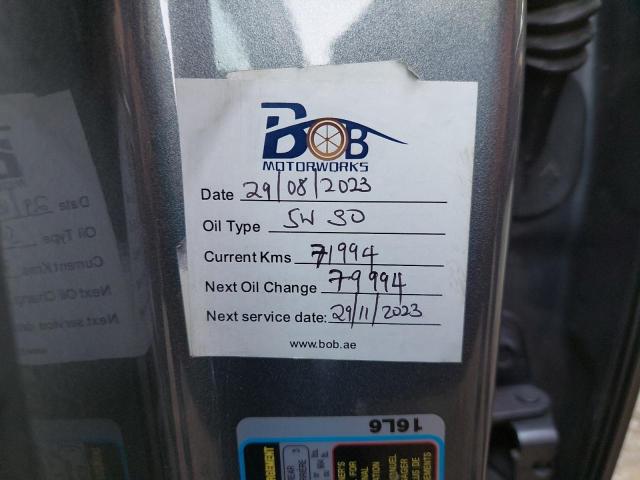 BOB
MOTORWORKS
Date 29/08/2023
Oil Type 5W 30
Current Kms 71994
Next Oil Change 79994
Next service date: 29/11/2023
www.bob.ae
16L6